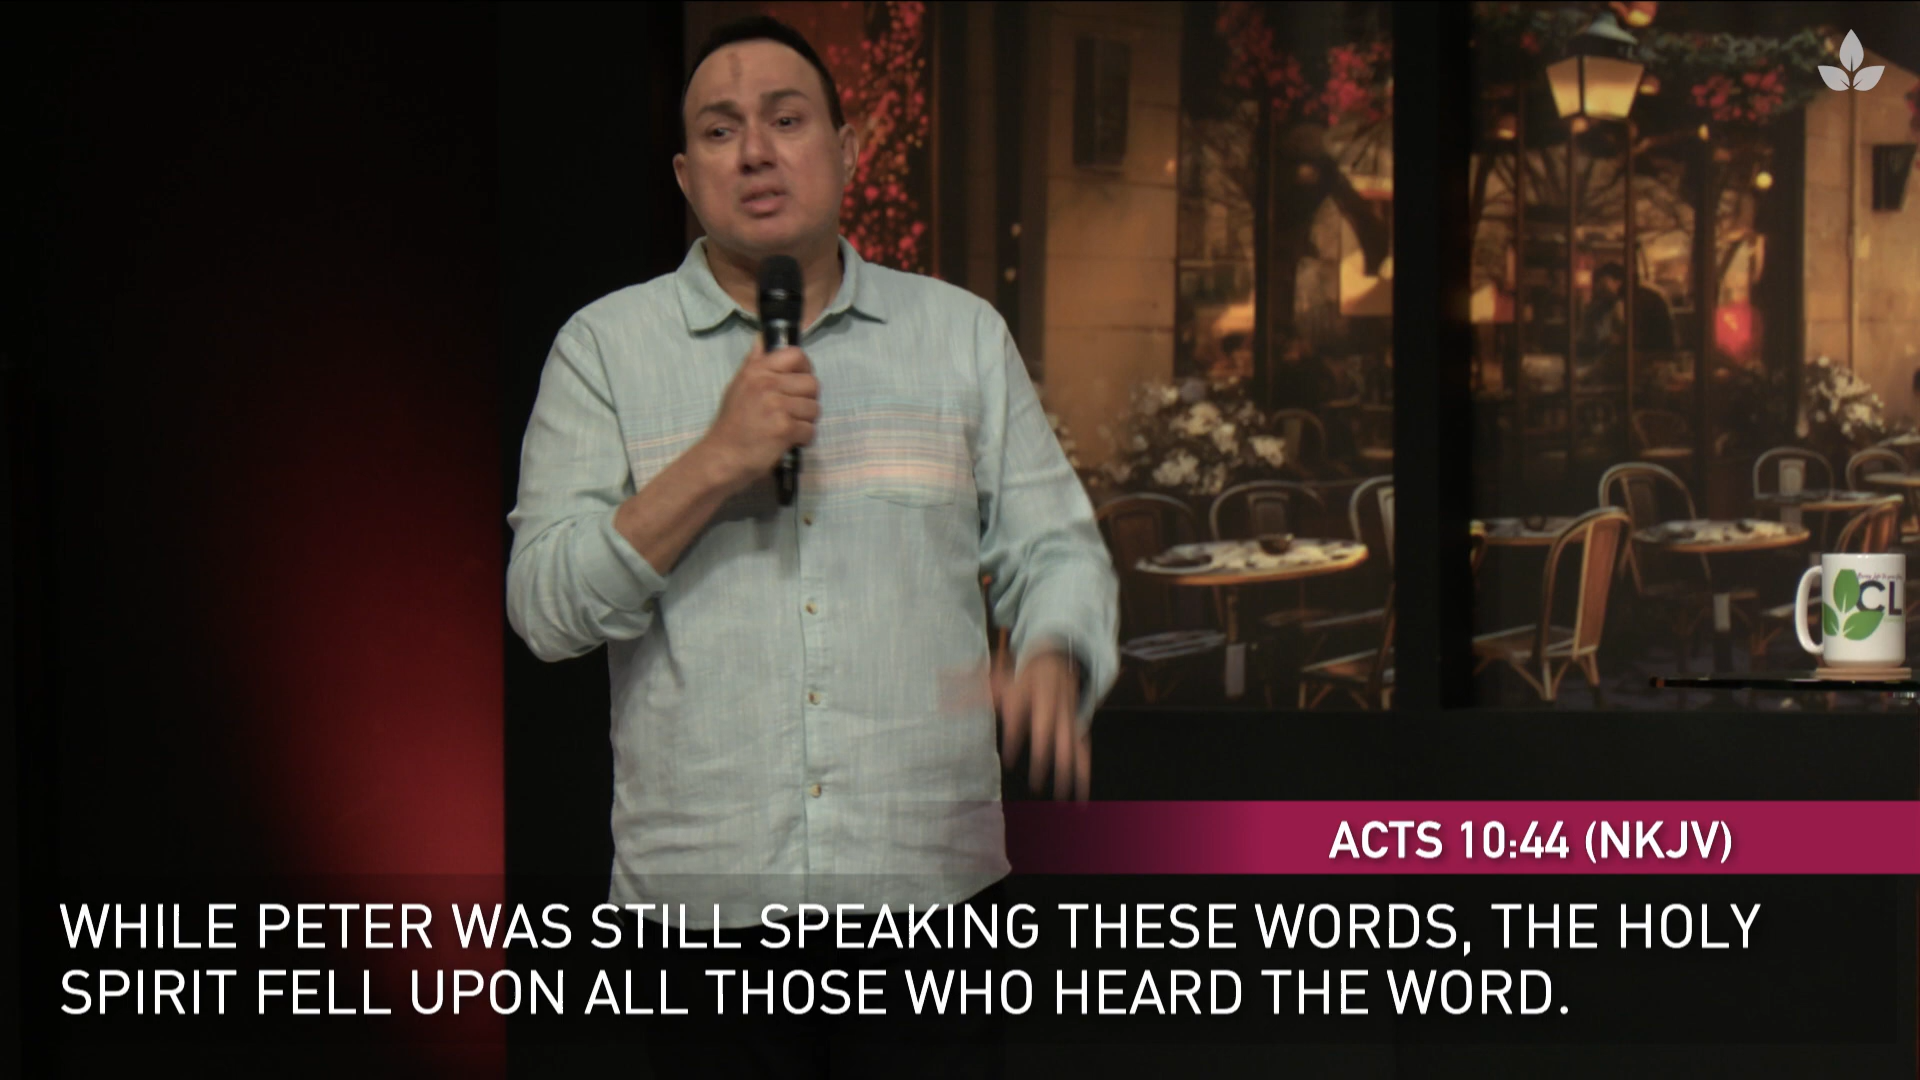 CL
ACTS 10:44 (NKJV)
WHILE PETER WAS STILL SPEAKING THESE WORDS, THE HOLY
SPIRIT FELL UPON ALL THOSE WHO HEARD THE WORD.